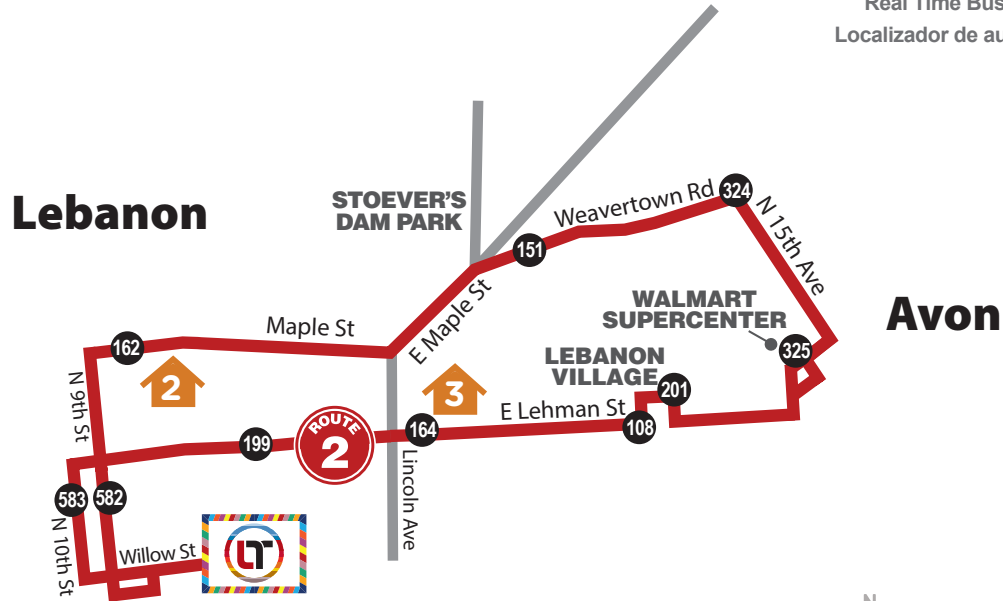 Real Time Bus
Localizador de au
Lebanon
STOEVER'S
DAM PARK
Weavertown Rd
324
151
N 15th Ave
WALMART
SUPERCENTER
Avon
Maple St
E Maple St
162
325
2
3
LEBANON
VILLAGE
201
N 9th St
E Lehman St
ROUTE
2
199
164
108
583
582
Lincoln Ave
N 10th St
Willow St
LT
N